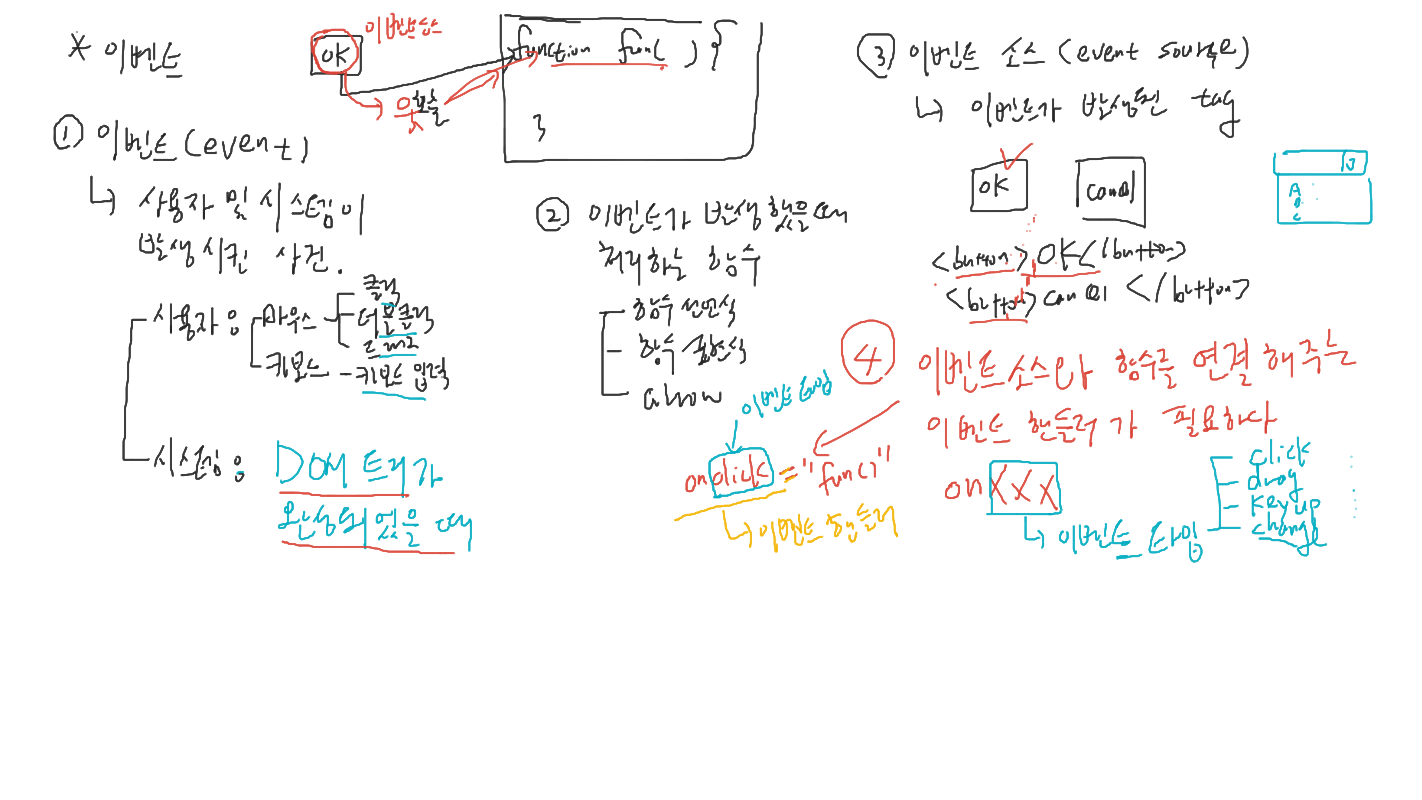 * 이벤트
OK
이벤트소스
호출
function fun( ) {
}
① 이벤트 (event)
↳ 사용자 및 시스템이
발생시킨 사건.
사용자:
마우스
클릭
더블클릭
드래그
키보드 - 키보드 입력
시스템:
DOM 트리가
완성되었을 때
② 이벤트가 발생했을때
처리하는 함수
함수 선언식
함수 표현식
arrow
③ 이벤트 소스 (event source)
↳ 이벤트가 발생된 tag
OK
cancel
A
B
C
<button> OK </button>
<button> cancel </button>
④ 이벤트소스와 함수를 연결해주는
이벤트 핸들러가 필요하다
이벤트 타입
onclick = "fun()"
↳ 이벤트 핸들러
onXXX
↳ 이벤트 타입
click
drag
keyup
change